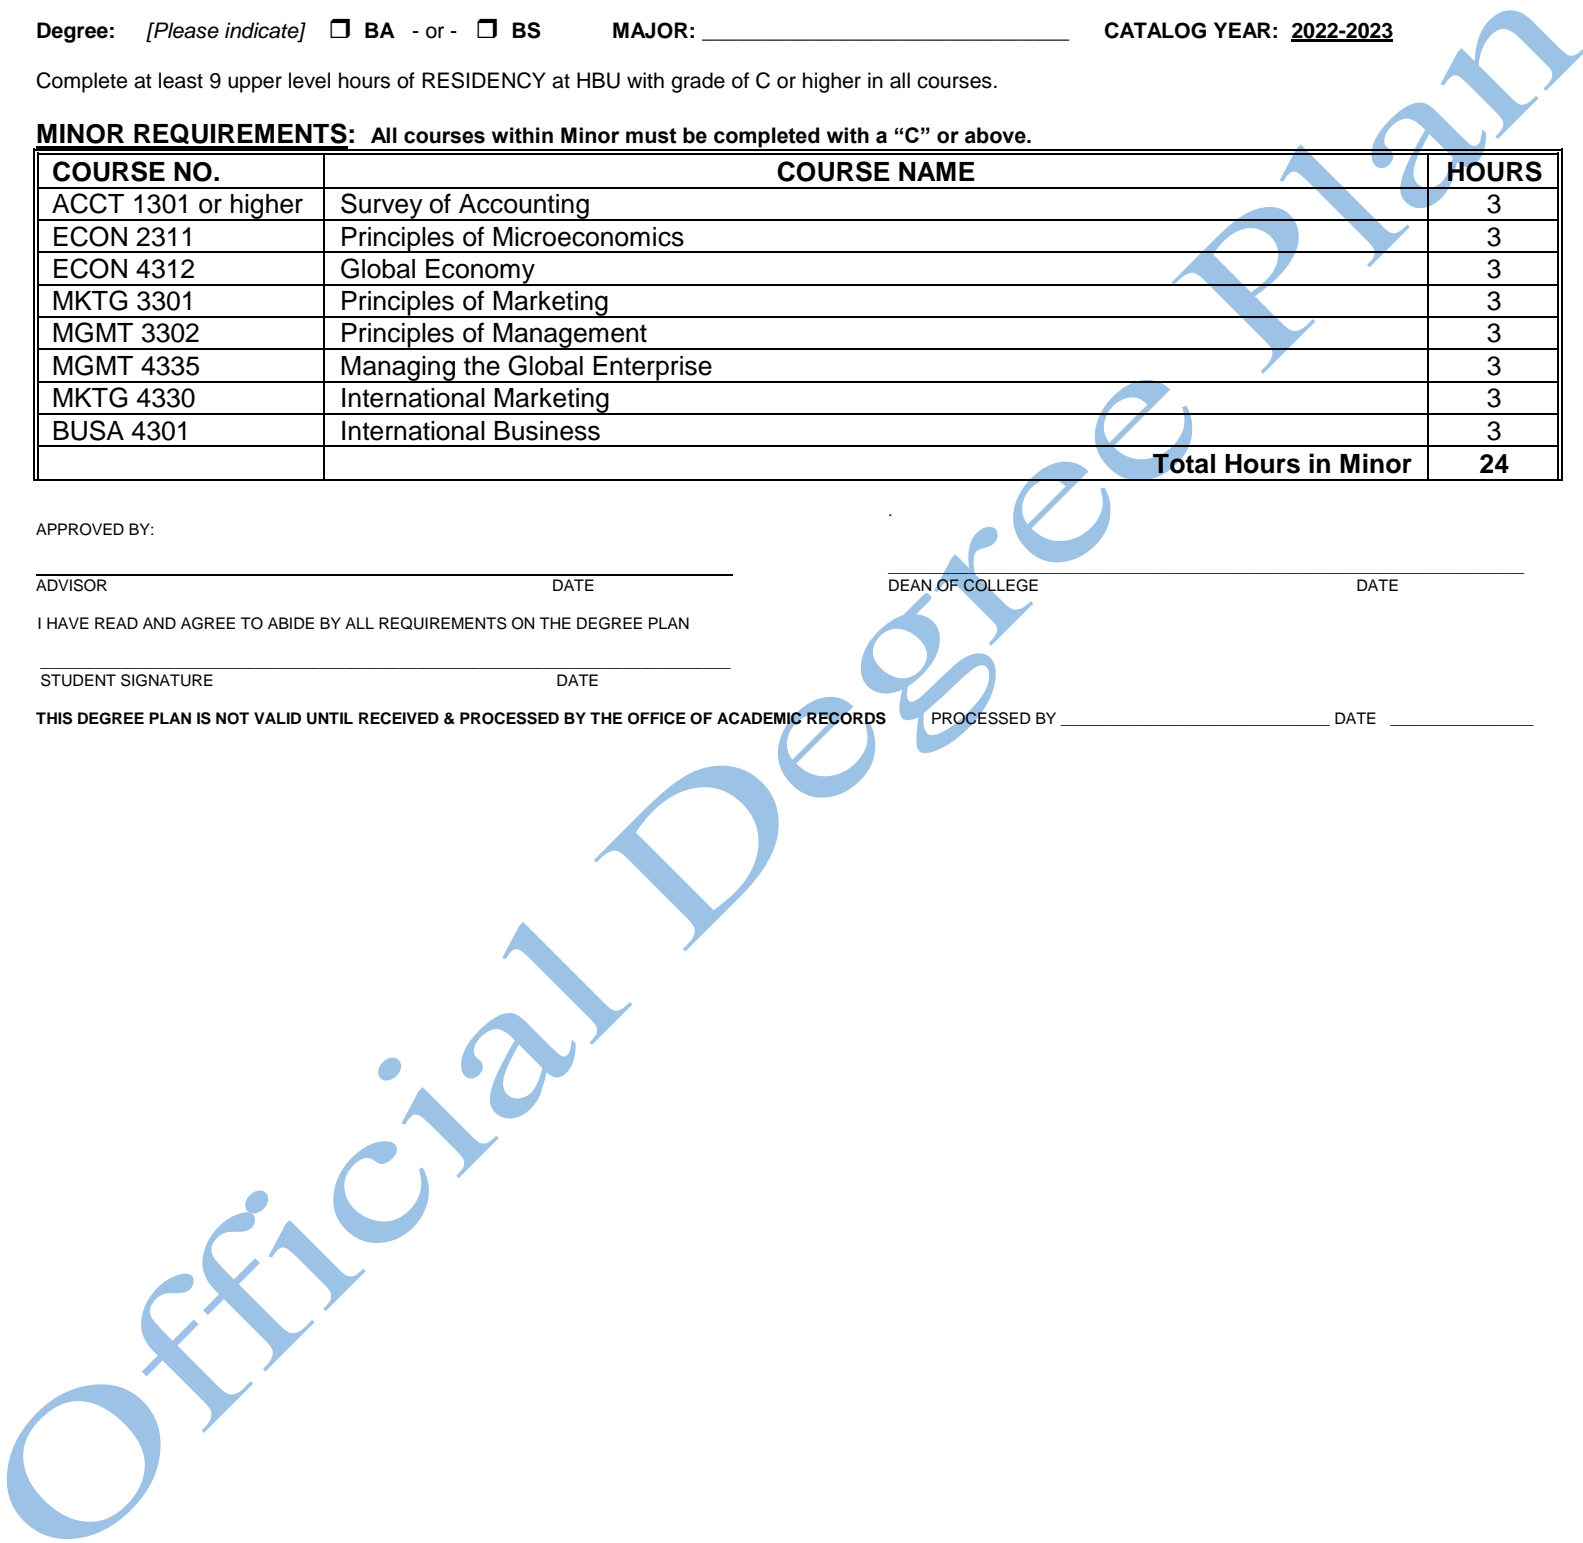 Degree: [Please indicate] ❒ BA - or - ❒ BS MAJOR: ______________________________ CATALOG YEAR: 2022-2023
Complete at least 9 upper level hours of RESIDENCY at HBU with grade of C or higher in all courses.
MINOR REQUIREMENTS: All courses within Minor must be completed with a “C” or above.
COURSE NO. COURSE NAME HOURS
ACCT 1301 or higher Survey of Accounting 3
ECON 2311 Principles of Microeconomics 3
ECON 4312 Global Economy 3
MKTG 3301 Principles of Marketing 3
MGMT 3302 Principles of Management 3
MGMT 4335 Managing the Global Enterprise 3
MKTG 4330 International Marketing 3
BUSA 4301 International Business 3
Total Hours in Minor 24
.
APPROVED BY:
ADVISOR DATE DEAN OF COLLEGE DATE
I HAVE READ AND AGREE TO ABIDE BY ALL REQUIREMENTS ON THE DEGREE PLAN
STUDENT SIGNATURE DATE
THIS DEGREE PLAN IS NOT VALID UNTIL RECEIVED & PROCESSED BY THE OFFICE OF ACADEMIC RECORDS PROCESSED BY ______________________________ DATE ________________
Official Degree Plan